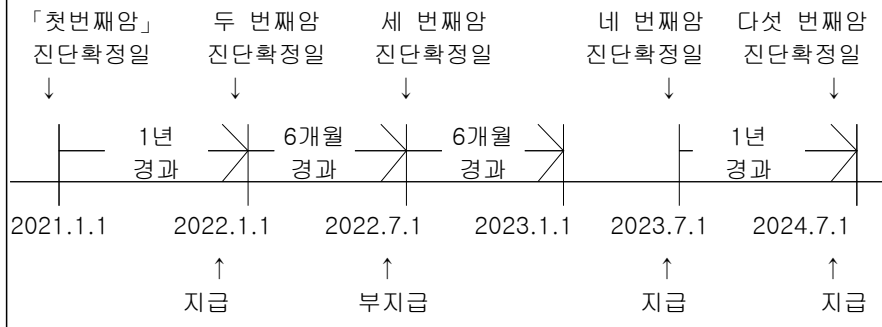 「첫번째암」 두 번째암 세 번째암 네 번째암 다섯 번째암
진단확정일 진단확정일 진단확정일 진단확정일 진단확정일
↓ ↓ ↓ ↓ ↓
1년 6개월 6개월 1년
경과 경과 경과 경과
2021.1.1 2022.1.1 2022.7.1 2023.1.1 2023.7.1 2024.7.1
↑ ↑ ↑ ↑
지급 부지급 지급 지급